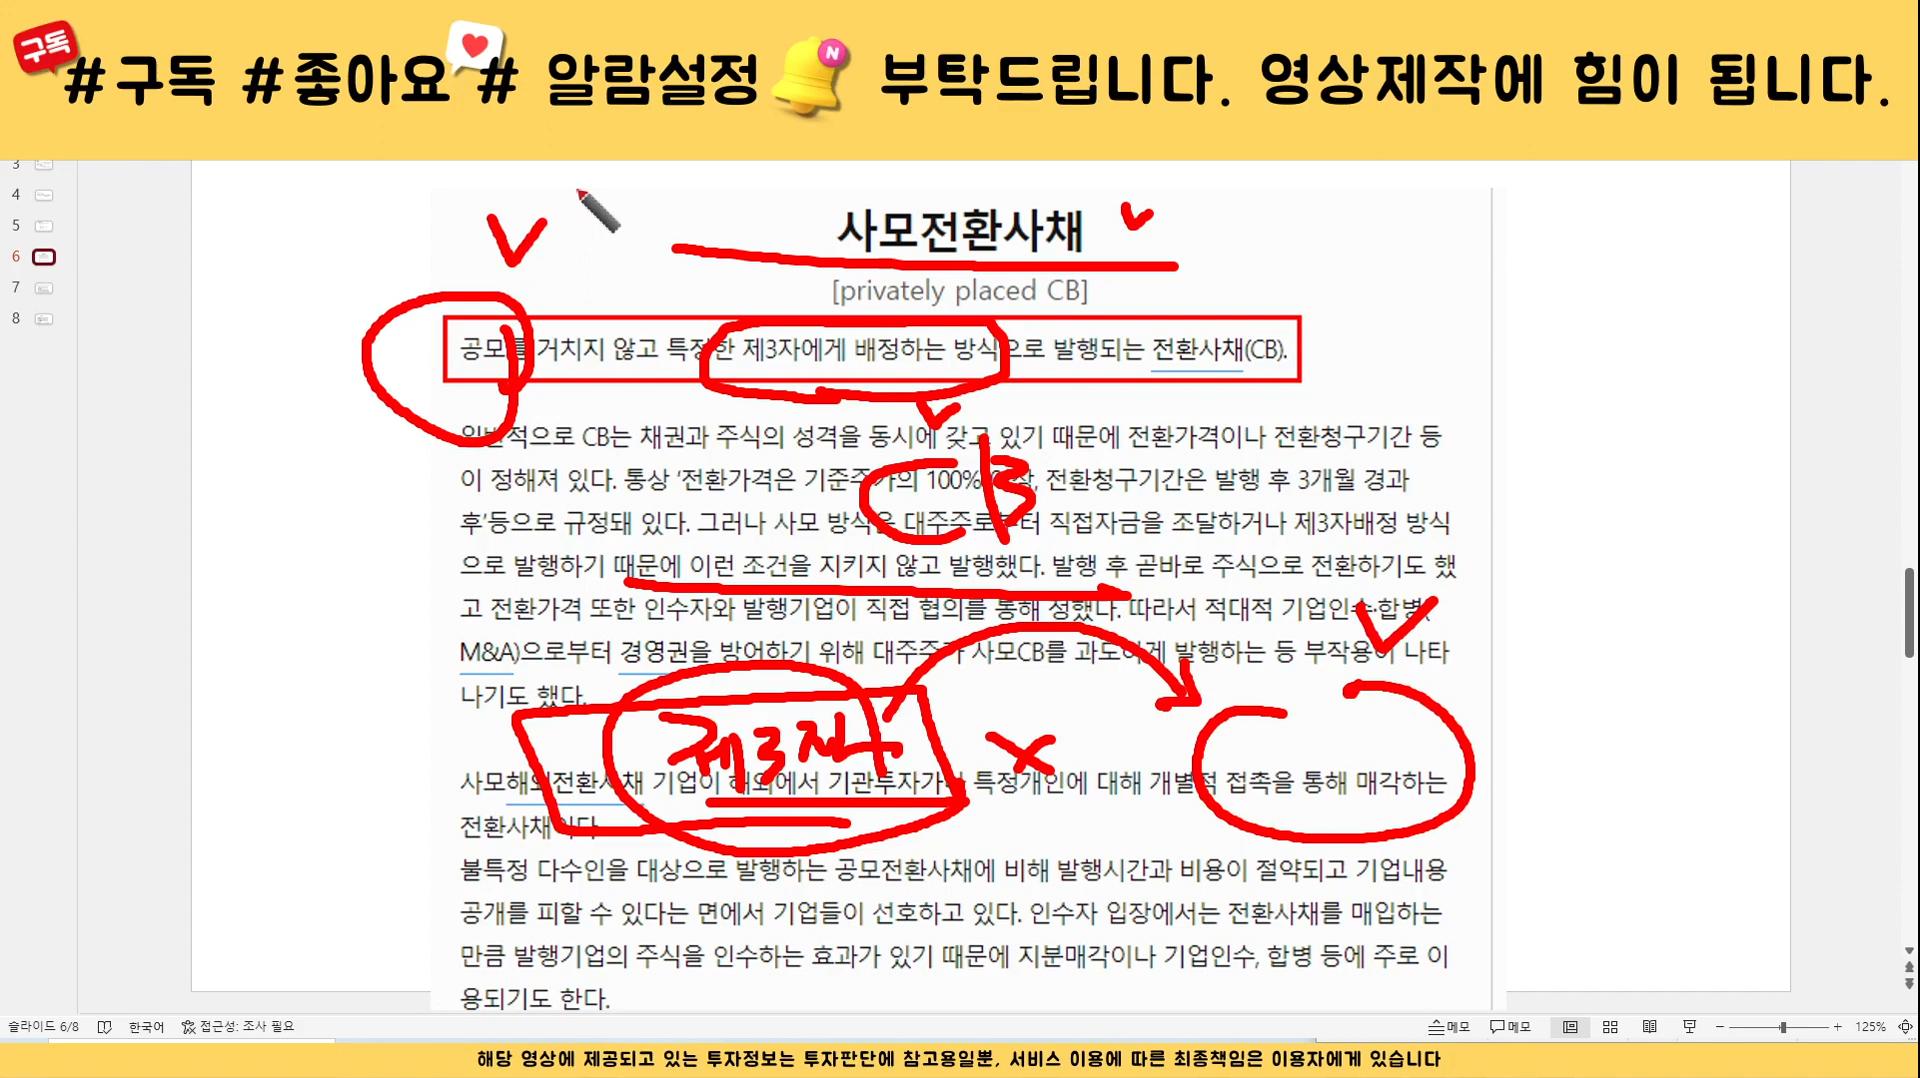 구독
#구독 #좋아요 # 알람설정 부탁드립니다. 영상제작에 힘이 됩니다.
N
3
4
5
6
7
8
사모전환사채
[privately placed CB]
공모를 거치지 않고 특정한 제3자에게 배정하는 방식으로 발행되는 전환사채(CB).
일반적으로 CB는 채권과 주식의 성격을 동시에 갖고 있기 때문에 전환가격이나 전환청구기간 등
이 정해져 있다. 통상 '전환가격은 기준주가의 100% 이상, 전환청구기간은 발행 후 3개월 경과
후'등으로 규정돼 있다. 그러나 사모 방식은 대주주로부터 직접자금을 조달하거나 제3자배정 방식
으로 발행하기 때문에 이런 조건을 지키지 않고 발행했다. 발행 후 곧바로 주식으로 전환하기도 했
고 전환가격 또한 인수자와 발행기업이 직접 협의를 통해 정했다. 따라서 적대적 기업인수·합병(
M&A)으로부터 경영권을 방어하기 위해 대주주가 사모CB를 과도하게 발행하는 등 부작용이 나타
나기도 했다.
CB
제3자
사모해외전환사채 기업이 해외에서 기관투자가나 특정개인에 대해 개별적 접촉을 통해 매각하는
전환사채이다.
불특정 다수인을 대상으로 발행하는 공모전환사채에 비해 발행시간과 비용이 절약되고 기업내용
공개를 피할 수 있다는 면에서 기업들이 선호하고 있다. 인수자 입장에서는 전환사채를 매입하는
만큼 발행기업의 주식을 인수하는 효과가 있기 때문에 지분매각이나 기업인수, 합병 등에 주로 이
용되기도 한다.
슬라이드 6/8 한국어 접근성: 조사 필요 메모 메모 125%
해당 영상에 제공되고 있는 투자정보는 투자판단에 참고용일뿐, 서비스 이용에 따른 최종책임은 이용자에게 있습니다